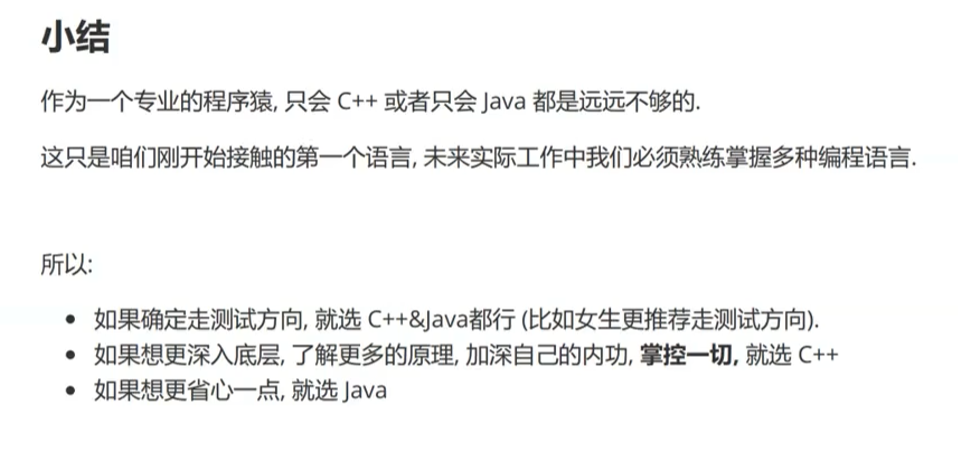 小结
作为一个专业的程序猿, 只会 C++ 或者只会 Java 都是远远不够的.
这只是咱们刚开始接触的第一个语言, 未来实际工作中我们必须熟练掌握多种编程语言.
所以:
• 如果确定走测试方向, 就选 C++&Java都行 (比如女生更推荐走测试方向).
• 如果想更深入底层, 了解更多的原理, 加深自己的内功, 掌控一切, 就选 C++
• 如果想更省心一点, 就选 Java